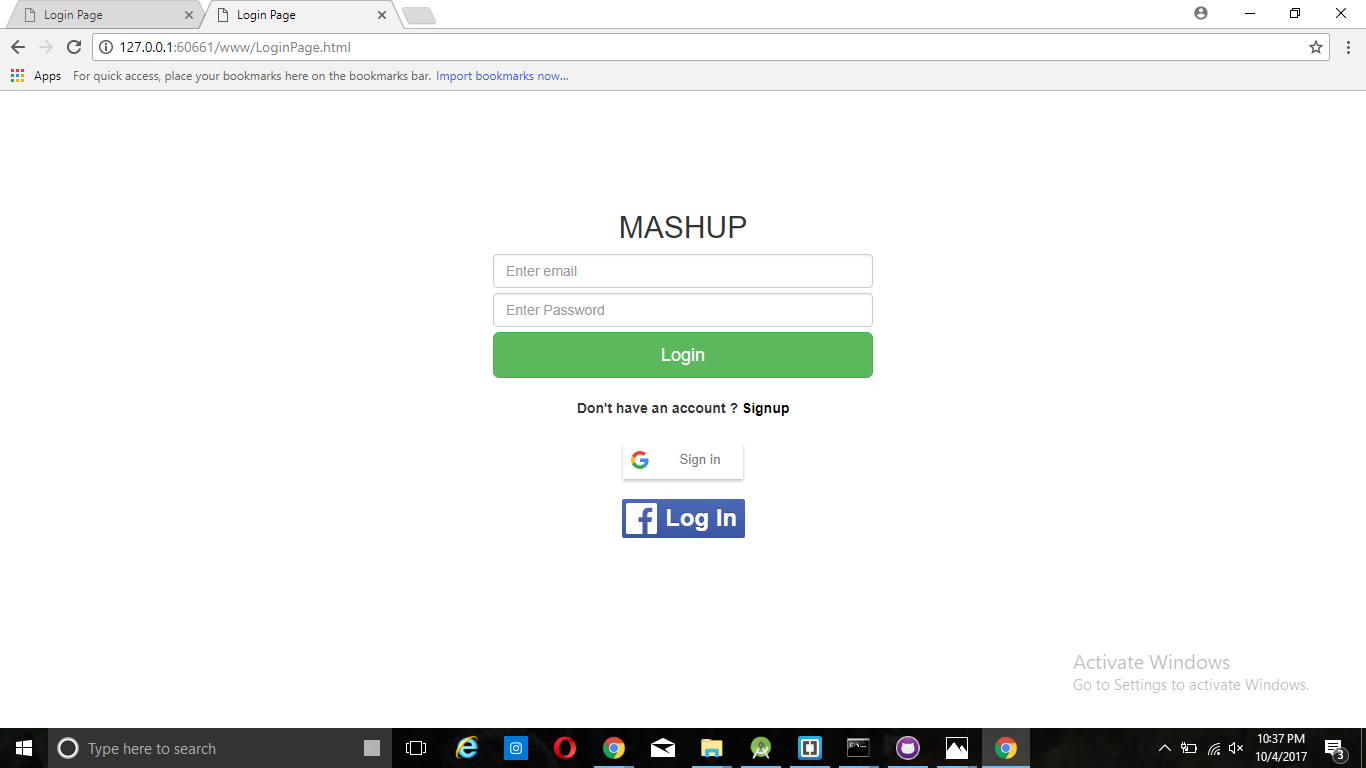 Login Page
Login Page
127.0.0.1:60661/www/LoginPage.html
Apps For quick access, place your bookmarks here on the bookmarks bar. Import bookmarks now...
MASHUP
Enter email
Enter Password
Login
Don't have an account ? Signup
Sign in
Log In
Activate Windows
Go to Settings to activate Windows.
Type here to search
10:37 PM
10/4/2017
3